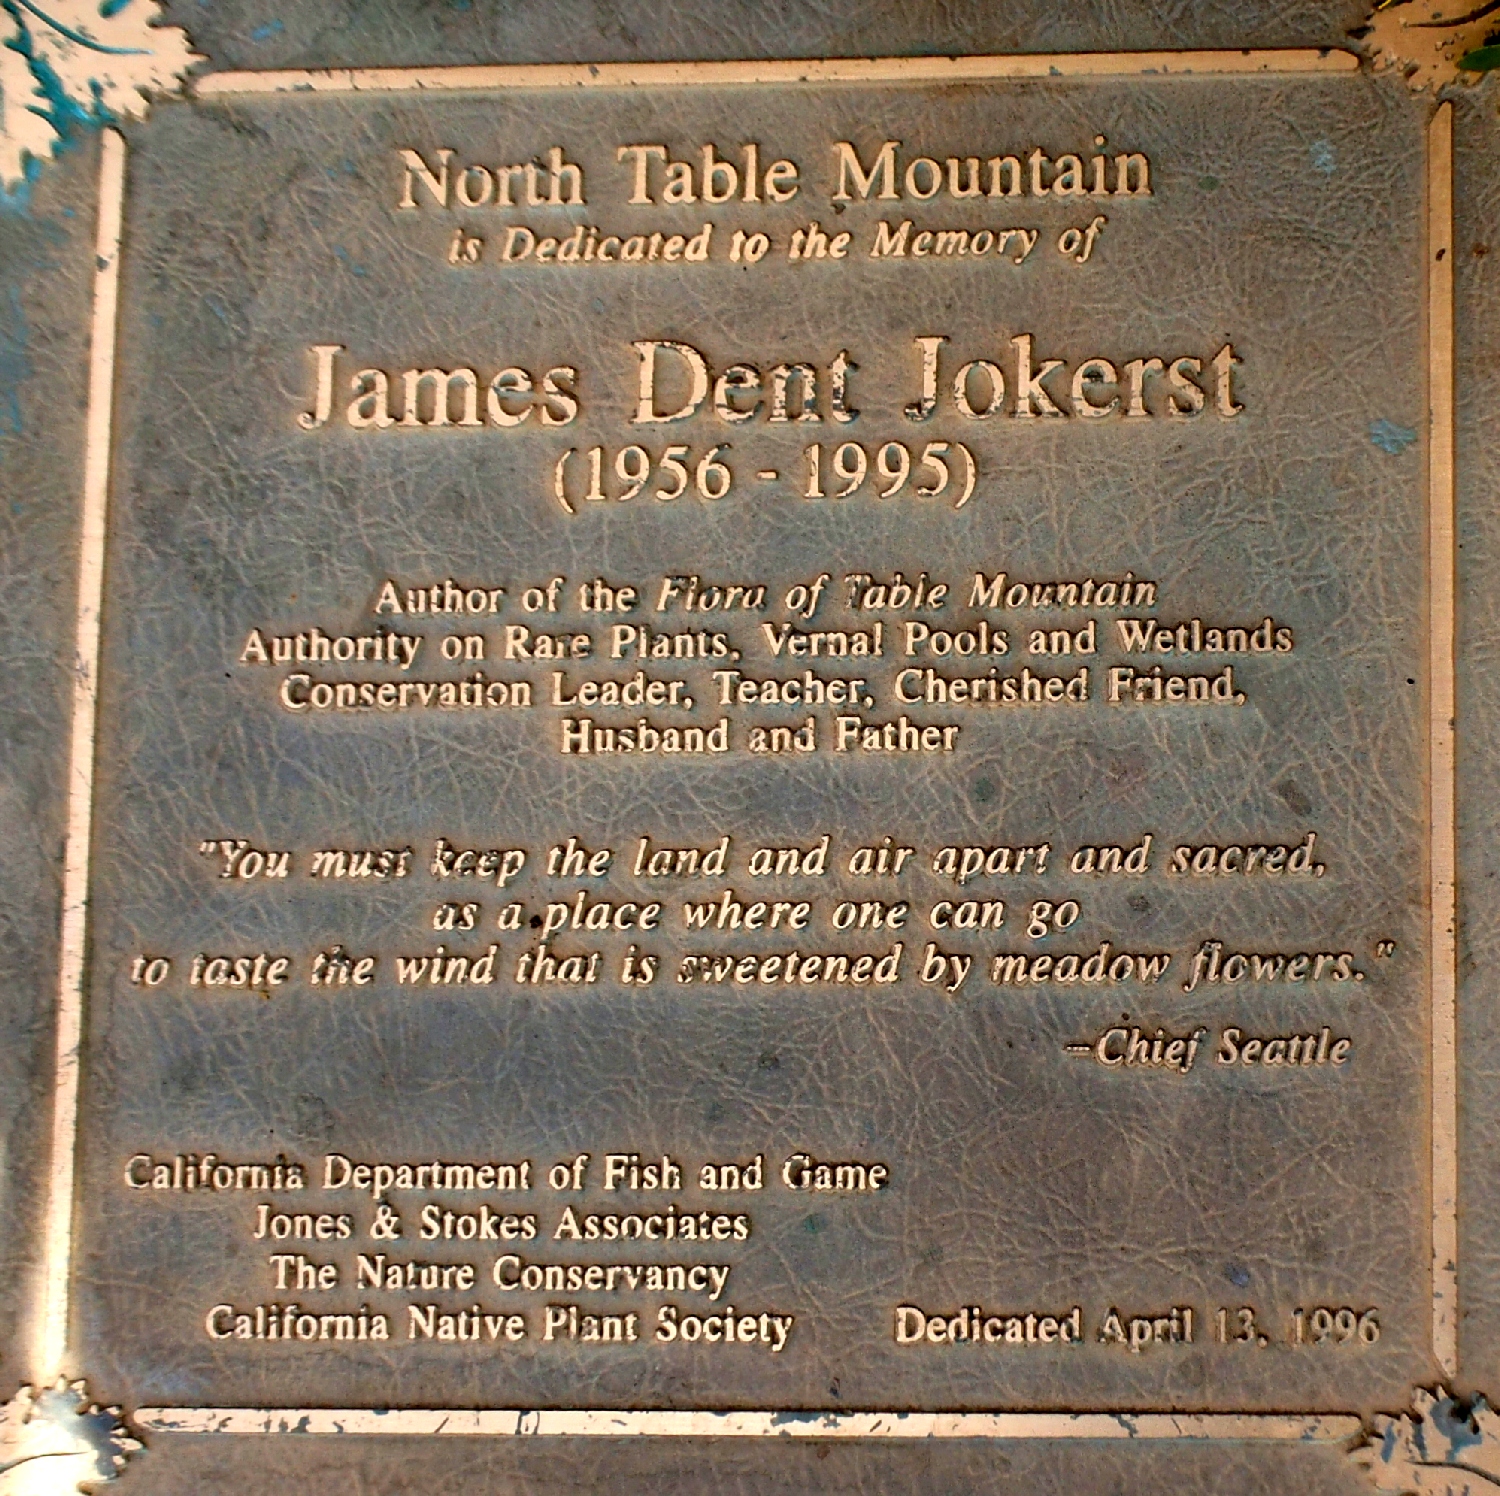 North Table Mountain
is Dedicated to the Memory of
James Dent Jokerst
(1956 - 1995)
Author of the Flora of Table Mountain
Authority on Rare Plants, Vernal Pools and Wetlands
Conservation Leader, Teacher, Cherished Friend,
Husband and Father
"You must keep the land and air apart and sacred,
as a place where one can go
to taste the wind that is sweetened by meadow flowers."
–Chief Seattle
California Department of Fish and Game
Jones & Stokes Associates
The Nature Conservancy
California Native Plant Society
Dedicated April 13, 1996